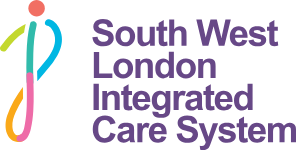 South West
London
Integrated
Care System